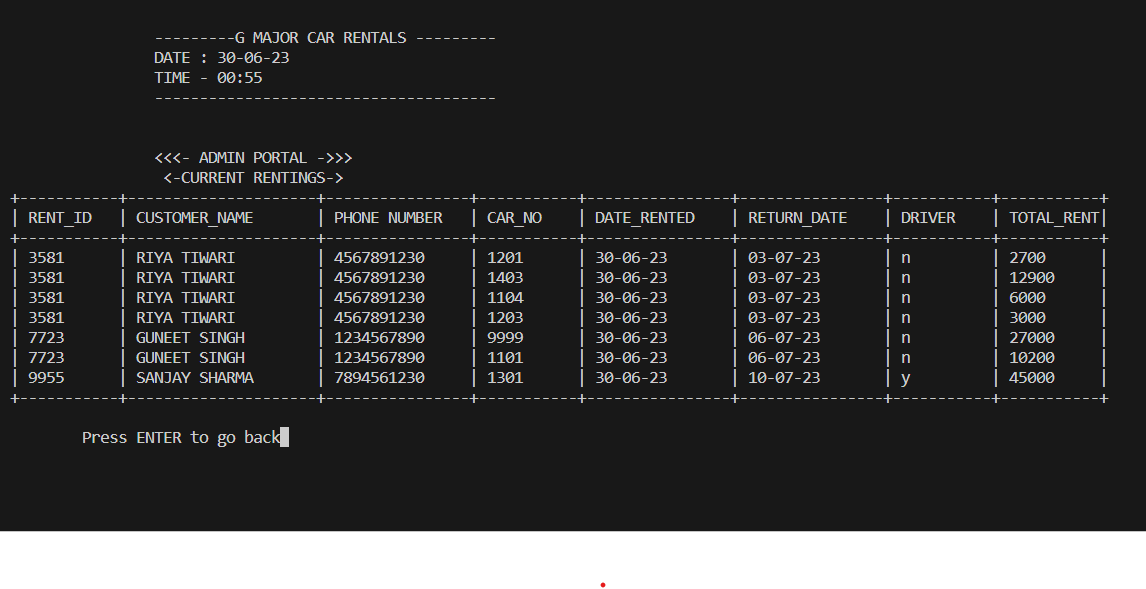 ---------G MAJOR CAR RENTALS ---------
DATE : 30-06-23
TIME - 00:55
--------------------------------------
<<<- ADMIN PORTAL ->>>
<-CURRENT RENTINGS->
+-----------+---------------------+----------------+-----------+----------------+----------------+-----------+-----------+
| RENT_ID   | CUSTOMER_NAME       | PHONE NUMBER   | CAR_NO    | DATE_RENTED    | RETURN_DATE    | DRIVER    | TOTAL_RENT|
+-----------+---------------------+----------------+-----------+----------------+----------------+-----------+-----------+
| 3581      | RIYA TIWARI         | 4567891230     | 1201      | 30-06-23       | 03-07-23       | n         | 2700      |
| 3581      | RIYA TIWARI         | 4567891230     | 1403      | 30-06-23       | 03-07-23       | n         | 12900     |
| 3581      | RIYA TIWARI         | 4567891230     | 1104      | 30-06-23       | 03-07-23       | n         | 6000      |
| 3581      | RIYA TIWARI         | 4567891230     | 1203      | 30-06-23       | 03-07-23       | n         | 3000      |
| 7723      | GUNEET SINGH        | 1234567890     | 9999      | 30-06-23       | 06-07-23       | n         | 27000     |
| 7723      | GUNEET SINGH        | 1234567890     | 1101      | 30-06-23       | 06-07-23       | n         | 10200     |
| 9955      | SANJAY SHARMA       | 7894561230     | 1301      | 30-06-23       | 10-07-23       | y         | 45000     |
+-----------+---------------------+----------------+-----------+----------------+----------------+-----------+-----------+
Press ENTER to go back